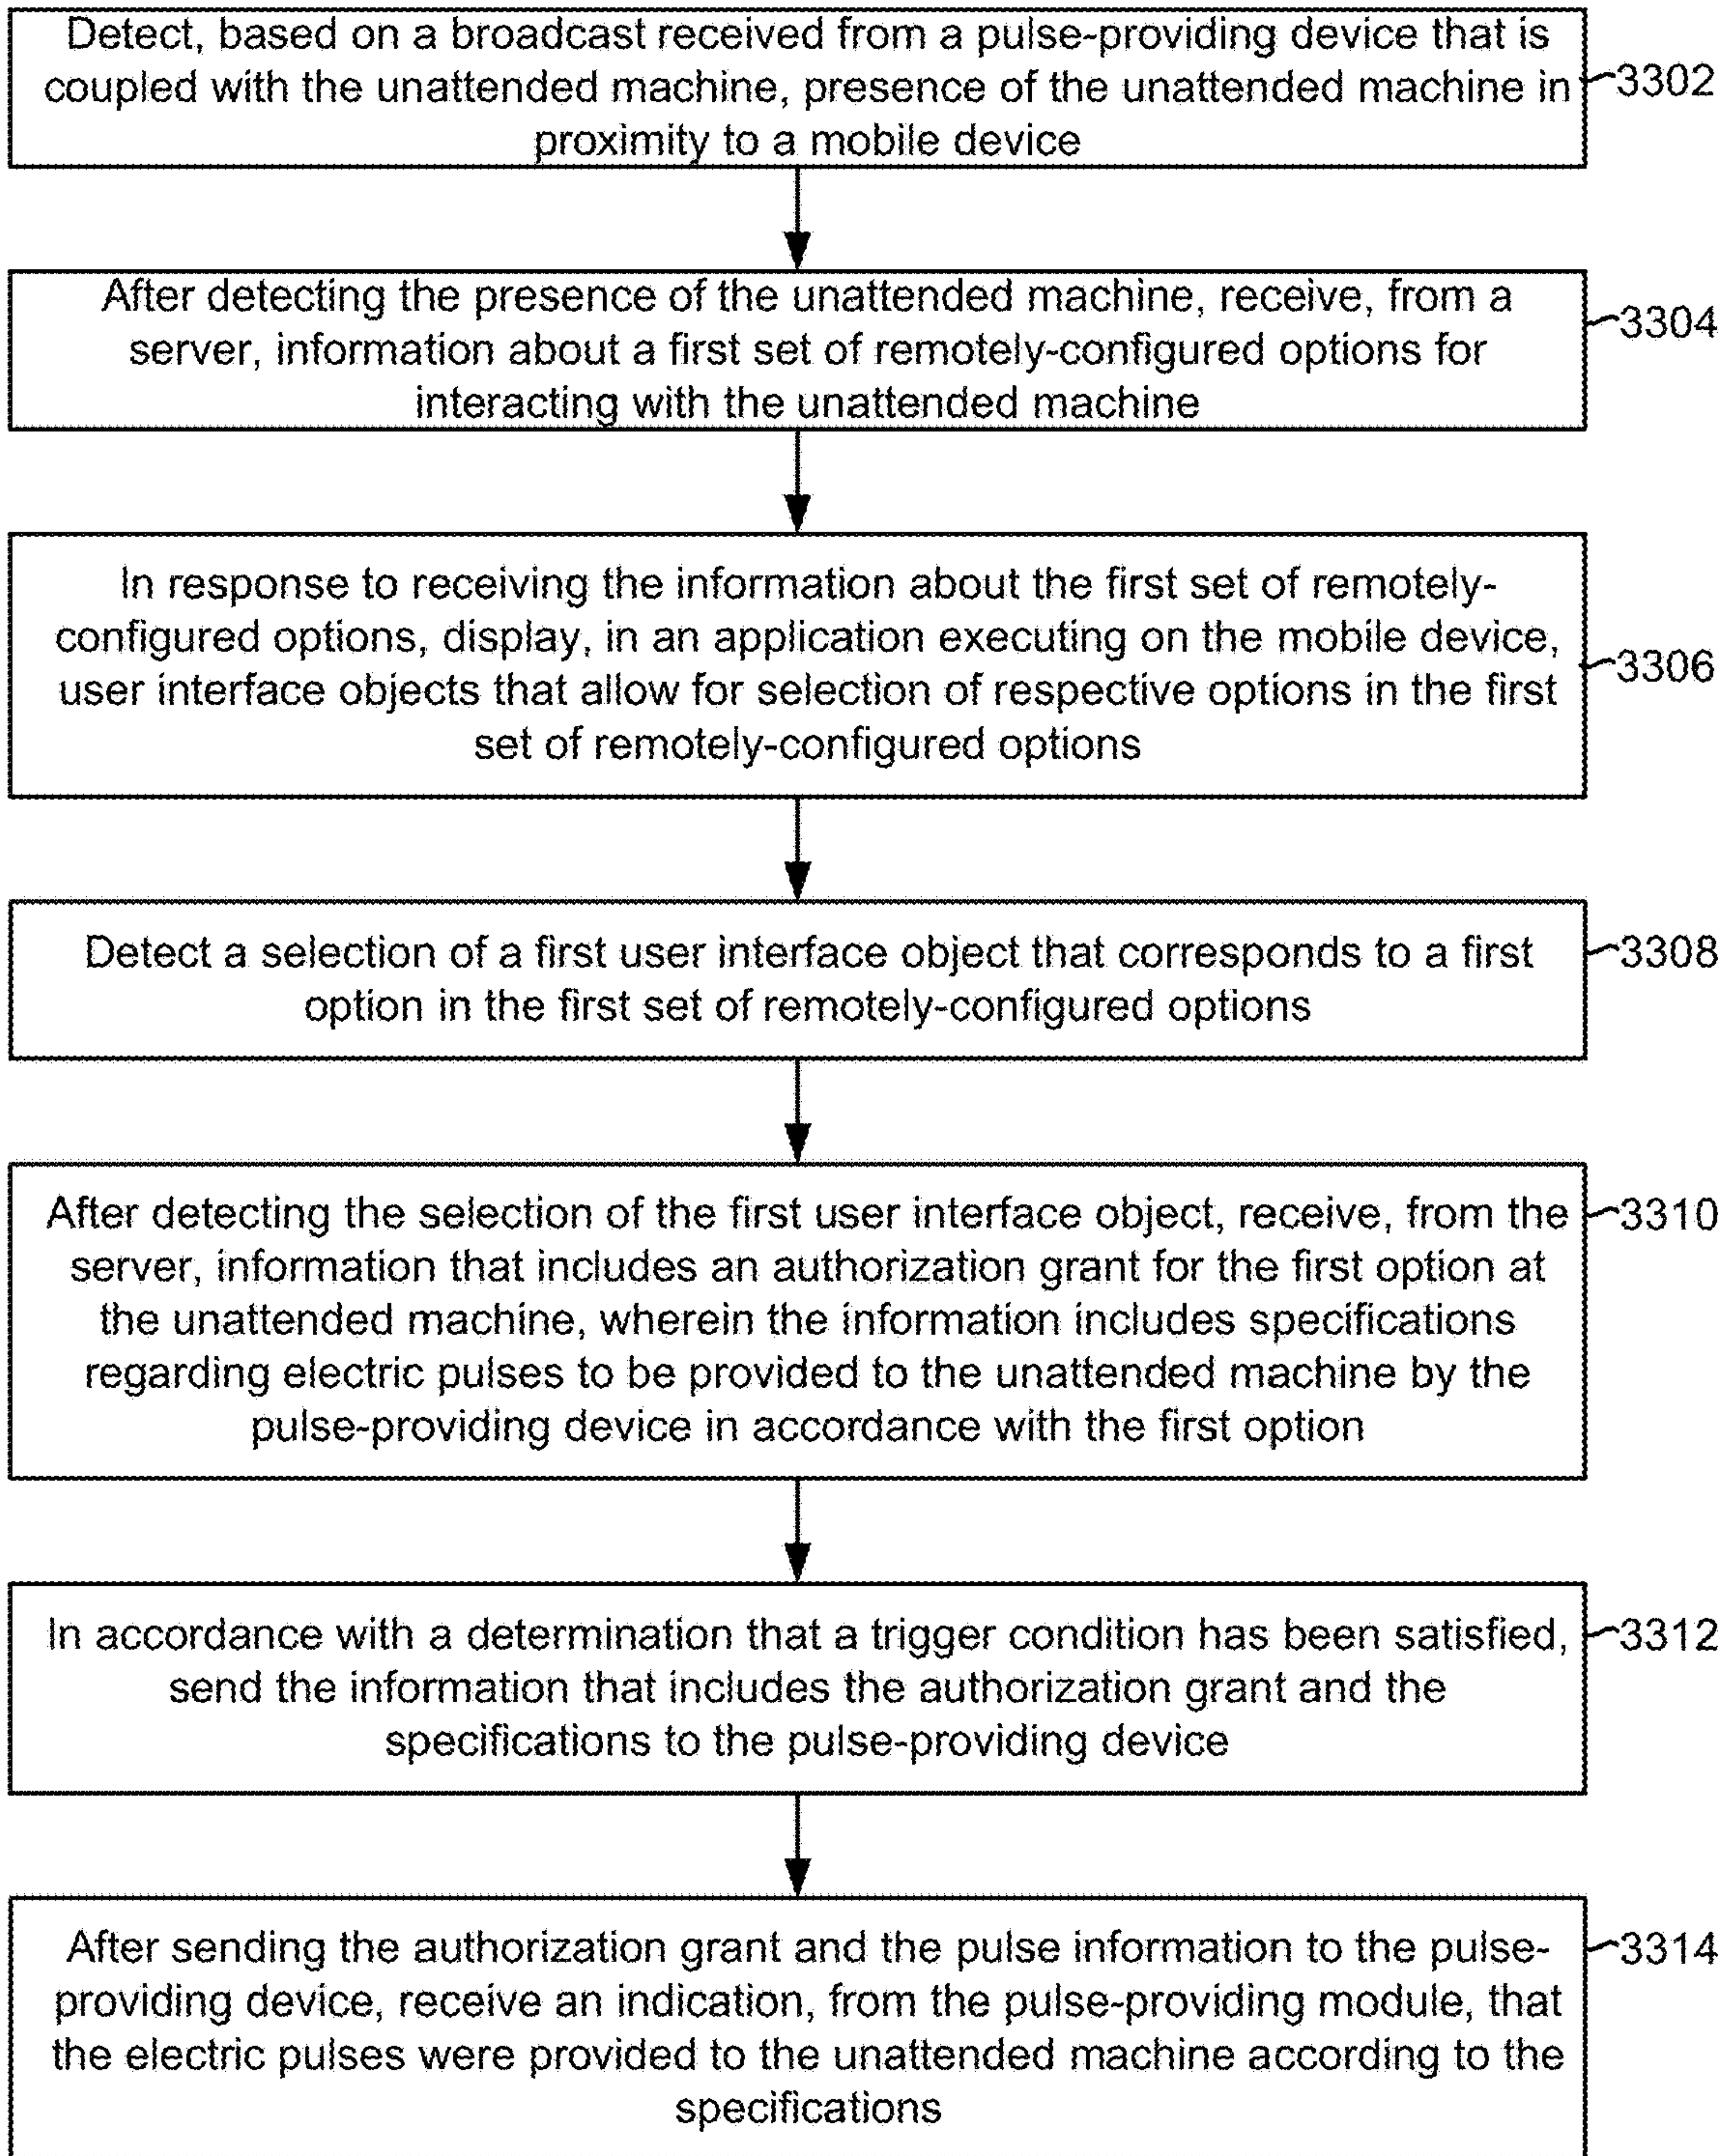 Detect, based on a broadcast received from a pulse-providing device that is
coupled with the unattended machine, presence of the unattended machine in
proximity to a mobile device
3302
After detecting the presence of the unattended machine, receive, from a
server, information about a first set of remotely-configured options for
interacting with the unattended machine
3304
In response to receiving the information about the first set of remotely-
configured options, display, in an application executing on the mobile device,
user interface objects that allow for selection of respective options in the first
set of remotely-configured options
3306
Detect a selection of a first user interface object that corresponds to a first
option in the first set of remotely-configured options
3308
After detecting the selection of the first user interface object, receive, from the
server, information that includes an authorization grant for the first option at
the unattended machine, wherein the information includes specifications
regarding electric pulses to be provided to the unattended machine by the
pulse-providing device in accordance with the first option
3310
In accordance with a determination that a trigger condition has been satisfied,
send the information that includes the authorization grant and the
specifications to the pulse-providing device
3312
After sending the authorization grant and the pulse information to the pulse-
providing device, receive an indication, from the pulse-providing module, that
the electric pulses were provided to the unattended machine according to the
specifications
3314